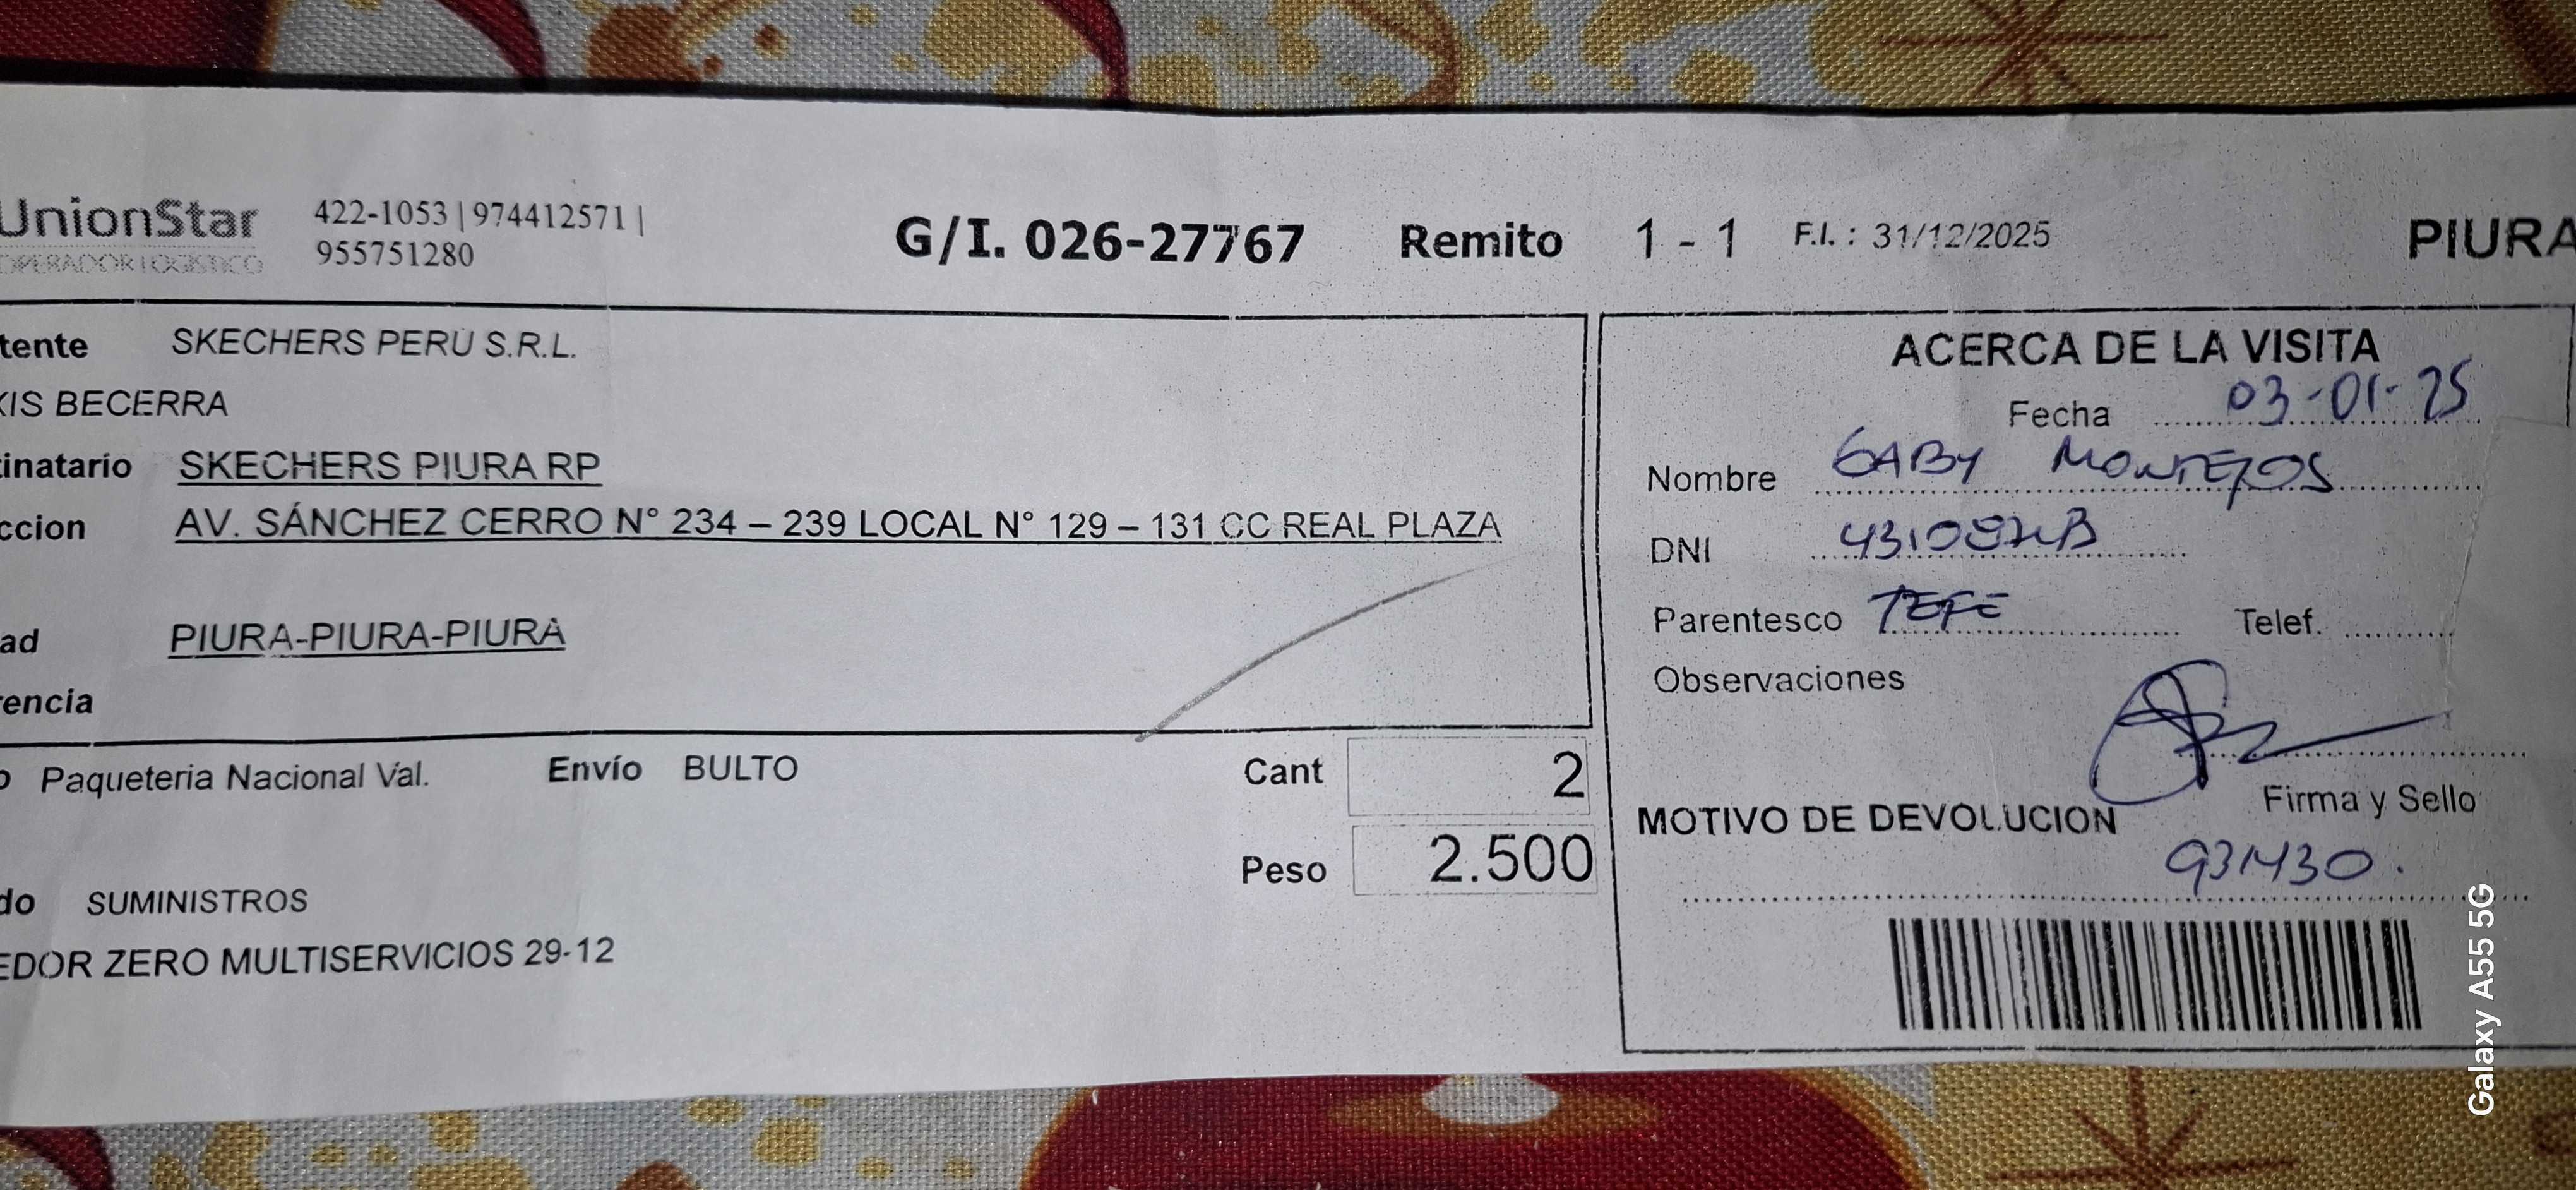 UnionStar
OPERADOR LOGISTICO
422-1053 | 974412571 |
955751280
G/I. 026-27767 Remito 1 - 1 F.I. : 31/12/2025 PIURA
tente SKECHERS PERU S.R.L.
XIS BECERRA
tinatario SKECHERS PIURA RP
ccion AV. SÁNCHEZ CERRO N° 234 – 239 LOCAL N° 129 – 131 CC REAL PLAZA
ad PIURA-PIURA-PIURA
rencia
o Paqueteria Nacional Val. Envío BULTO Cant 2
Peso 2.500
do SUMINISTROS
EDOR ZERO MULTISERVICIOS 29-12
ACERCA DE LA VISITA
Fecha 03-01-25
Nombre GABY MONTEJOS
DNI
Parentesco TEFE Telef.
Observaciones
Firma y Sello
MOTIVO DE DEVOLUCION
Galaxy A55 5G